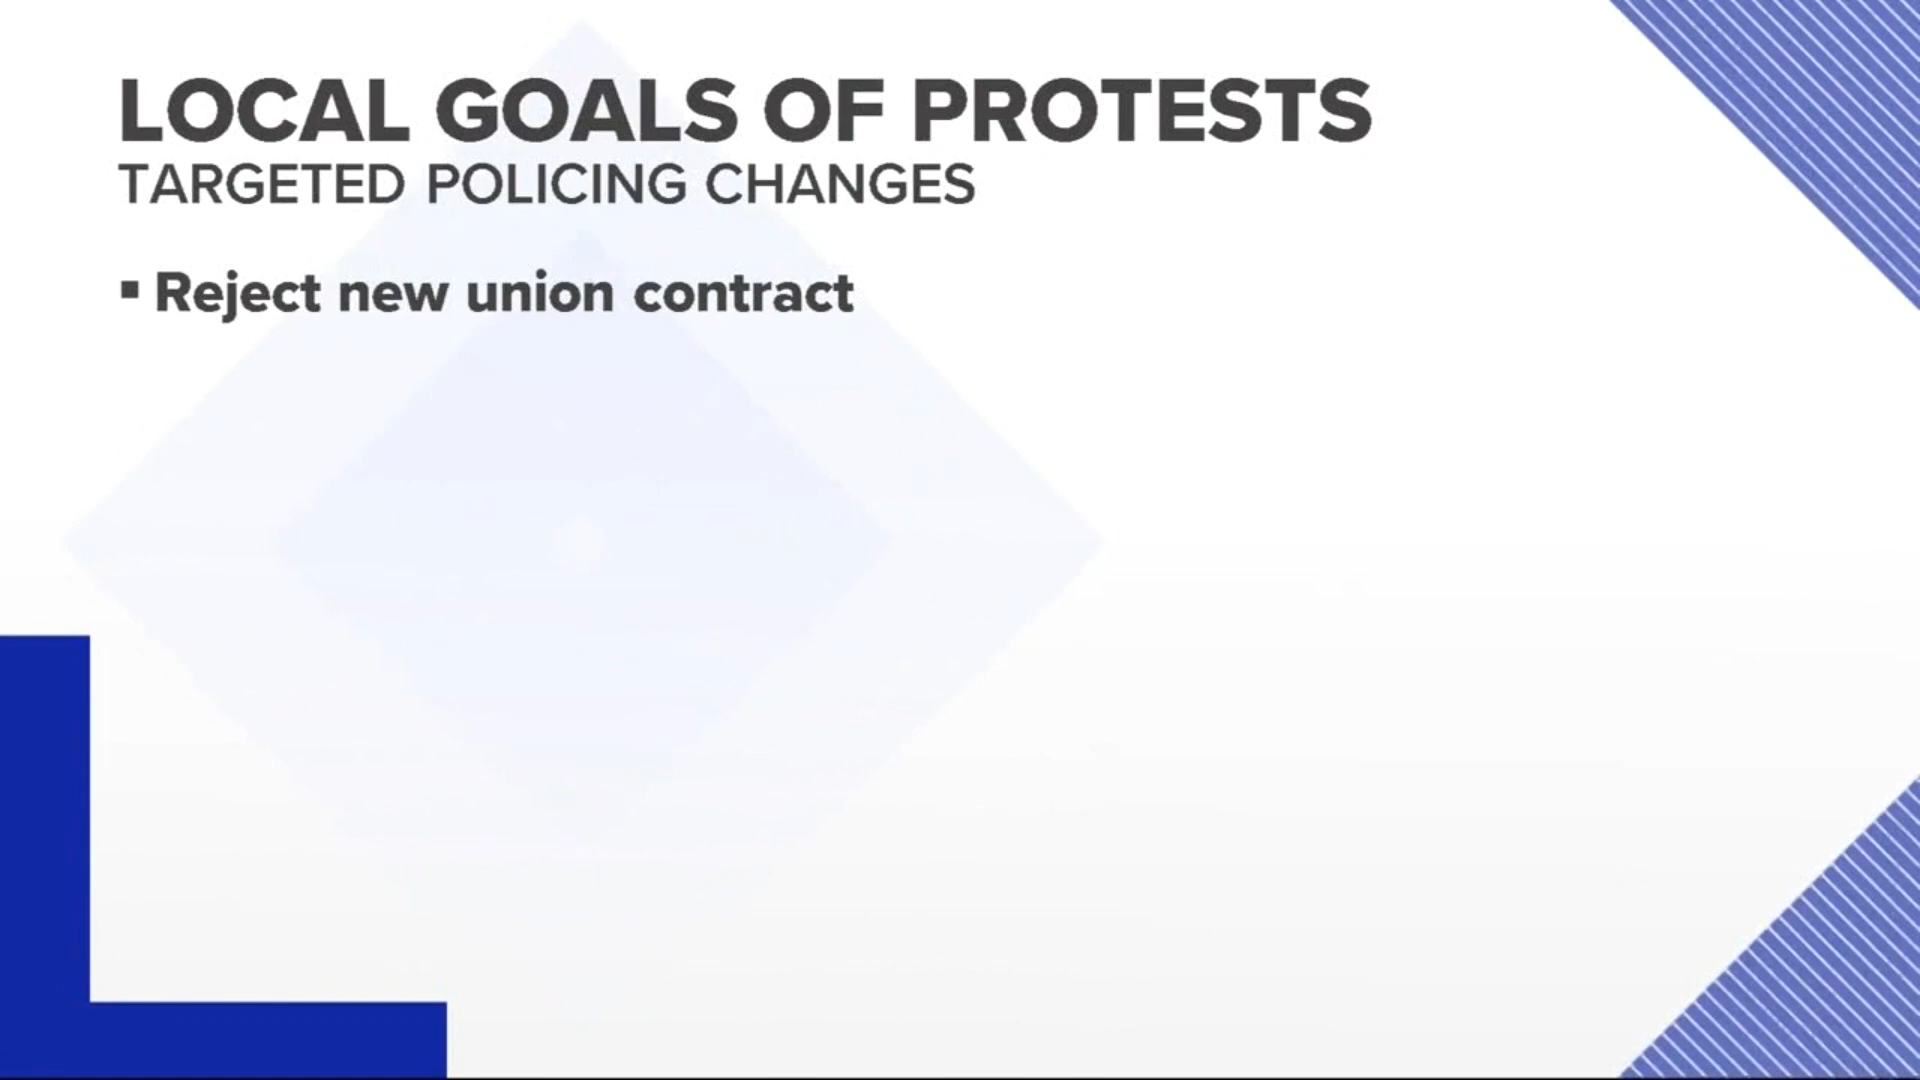 LOCAL GOALS OF PROTESTS
TARGETED POLICING CHANGES
▪ Reject new union contract